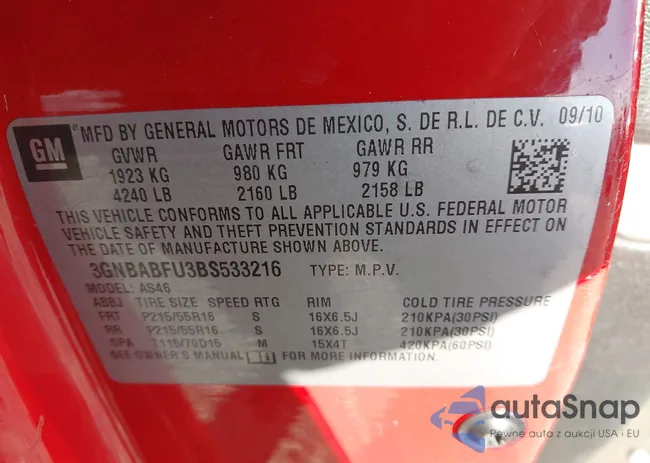 GM
MFD BY GENERAL MOTORS DE MEXICO, S. DE R.L. DE C.V. 09/10
GVWR GAWR FRT GAWR RR
1923 KG 980 KG 979 KG
4240 LB 2160 LB 2158 LB
THIS VEHICLE CONFORMS TO ALL APPLICABLE U.S. FEDERAL MOTOR
VEHICLE SAFETY AND THEFT PREVENTION STANDARDS IN EFFECT ON
THE DATE OF MANUFACTURE SHOWN ABOVE.
3GNBABFU3BS533216 TYPE: M.P.V.
MODEL: AS46
ABBJ TIRE SIZE SPEED RTG RIM COLD TIRE PRESSURE
FRT P215/55R16 S 16X6.5J 210KPA(30PSI)
RR P215/55R16 S 16X6.5J 210KPA(30PSI)
SPA T115/70D15 M 15X4T 420KPA(60PSI)
SEE OWNER'S MANUAL FOR MORE INFORMATION.
autaSnap
Pewne auta z aukcji USA i EU